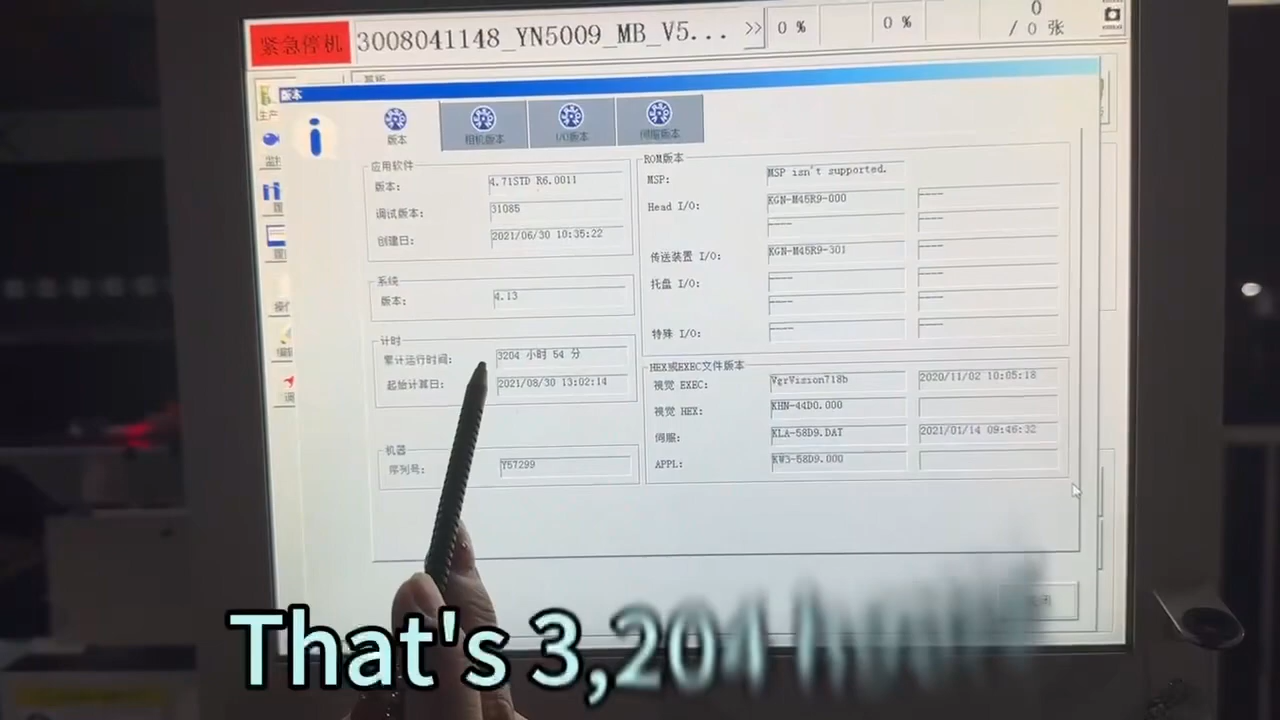 紧急停机 3008041148_YN5009_MB_V5... >> 0 % 0 % 0
/ 0 张
版本
生产
版本 相机版本 I/O版本 伺服版本
应用软件
版本: 4.71STD R6.0011
调试版本: 31085
创建日: 2021/06/30 10:35:22
系统
版本: 4.13
计时
累计运行时间: 3204 小时 54 分
起始计算日: 2021/08/30 13:02:14
机器
序列号: Y57299
ROM版本
MSP: MSP isn't supported.
Head I/O: KGN-M45R9-000 ----
---- ----
传送装置 I/O: KGN-M45R9-301 ----
托盘 I/O: ---- ----
---- ----
特殊 I/O: ---- ----
HEX或EXEC文件版本
视觉 EXEC: VgrVision718b 2020/11/02 10:05:18
视觉 HEX: KHN-44D0.000
伺服: KLA-58D9.DAT 2021/01/14 09:46:32
APPL: KW3-58D9.000
That's 3,204